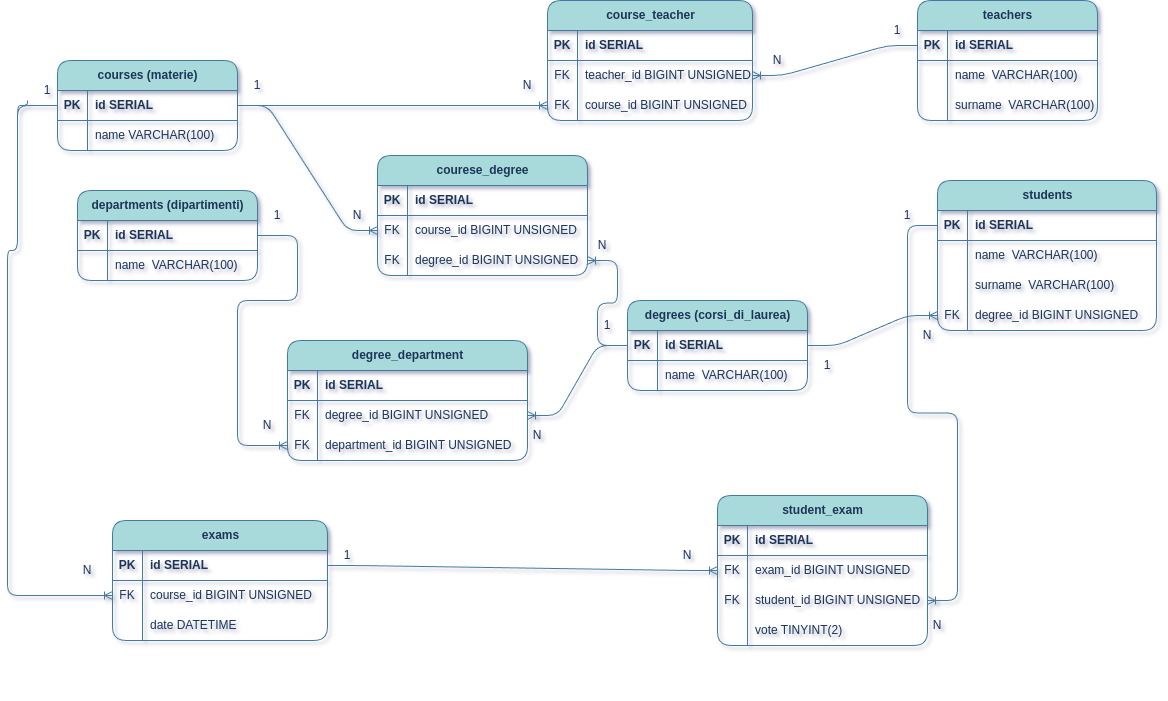 course_teacher
PK id SERIAL
FK teacher_id BIGINT UNSIGNED
FK course_id BIGINT UNSIGNED
teachers
PK id SERIAL
name VARCHAR(100)
surname VARCHAR(100)
1
N
courses (materie)
PK id SERIAL
name VARCHAR(100)
1
1
N
courese_degree
PK id SERIAL
FK course_id BIGINT UNSIGNED
FK degree_id BIGINT UNSIGNED
N
N
departments (dipartimenti)
PK id SERIAL
name VARCHAR(100)
1
students
PK id SERIAL
name VARCHAR(100)
surname VARCHAR(100)
FK degree_id BIGINT UNSIGNED
1
N
degrees (corsi_di_laurea)
PK id SERIAL
name VARCHAR(100)
1
1
degree_department
PK id SERIAL
FK degree_id BIGINT UNSIGNED
FK department_id BIGINT UNSIGNED
N
N
exams
PK id SERIAL
FK course_id BIGINT UNSIGNED
date DATETIME
N
1
N
student_exam
PK id SERIAL
FK exam_id BIGINT UNSIGNED
FK student_id BIGINT UNSIGNED
vote TINYINT(2)
N